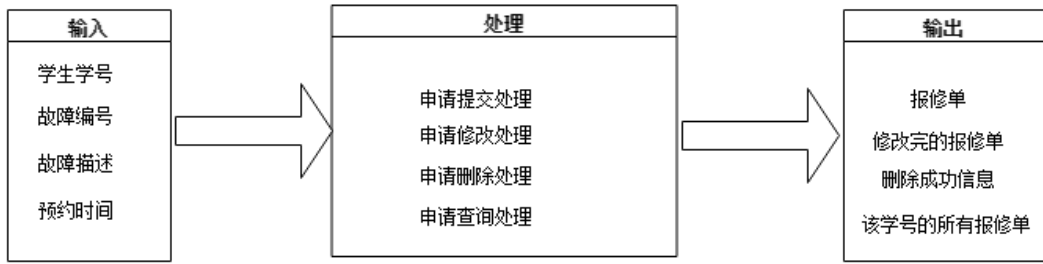 输入
学生学号
故障编号
故障描述
预约时间
处理
申请提交处理
申请修改处理
申请删除处理
申请查询处理
输出
报修单
修改完的报修单
删除成功信息
该学号的所有报修单